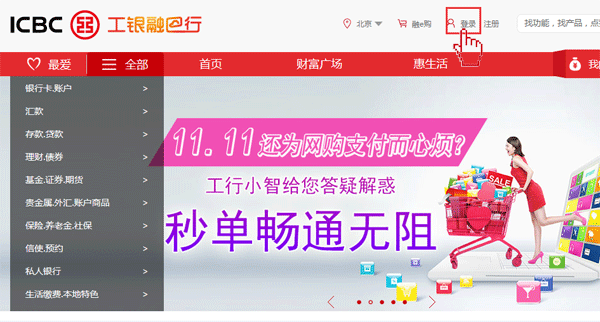 ICBC 工银融e行
北京 融e购 登录 注册 找功能，找产品，点
最爱 全部 首页 财富广场 惠生活 我的
银行卡.账户 >
汇款 >
存款.贷款 >
理财.债券 >
基金.证券.期货 >
贵金属.外汇.账户商品 >
保险.养老金.社保 >
信使.预约 >
私人银行 >
生活缴费.本地特色 >
11.11还为网购支付而心烦?
工行小智给您答疑解惑
秒单畅通无阻
SALE